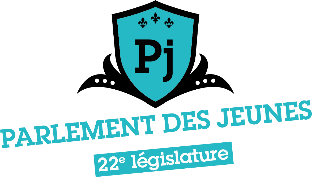 Pj
PARLEMENT DES JEUNES
22e législature